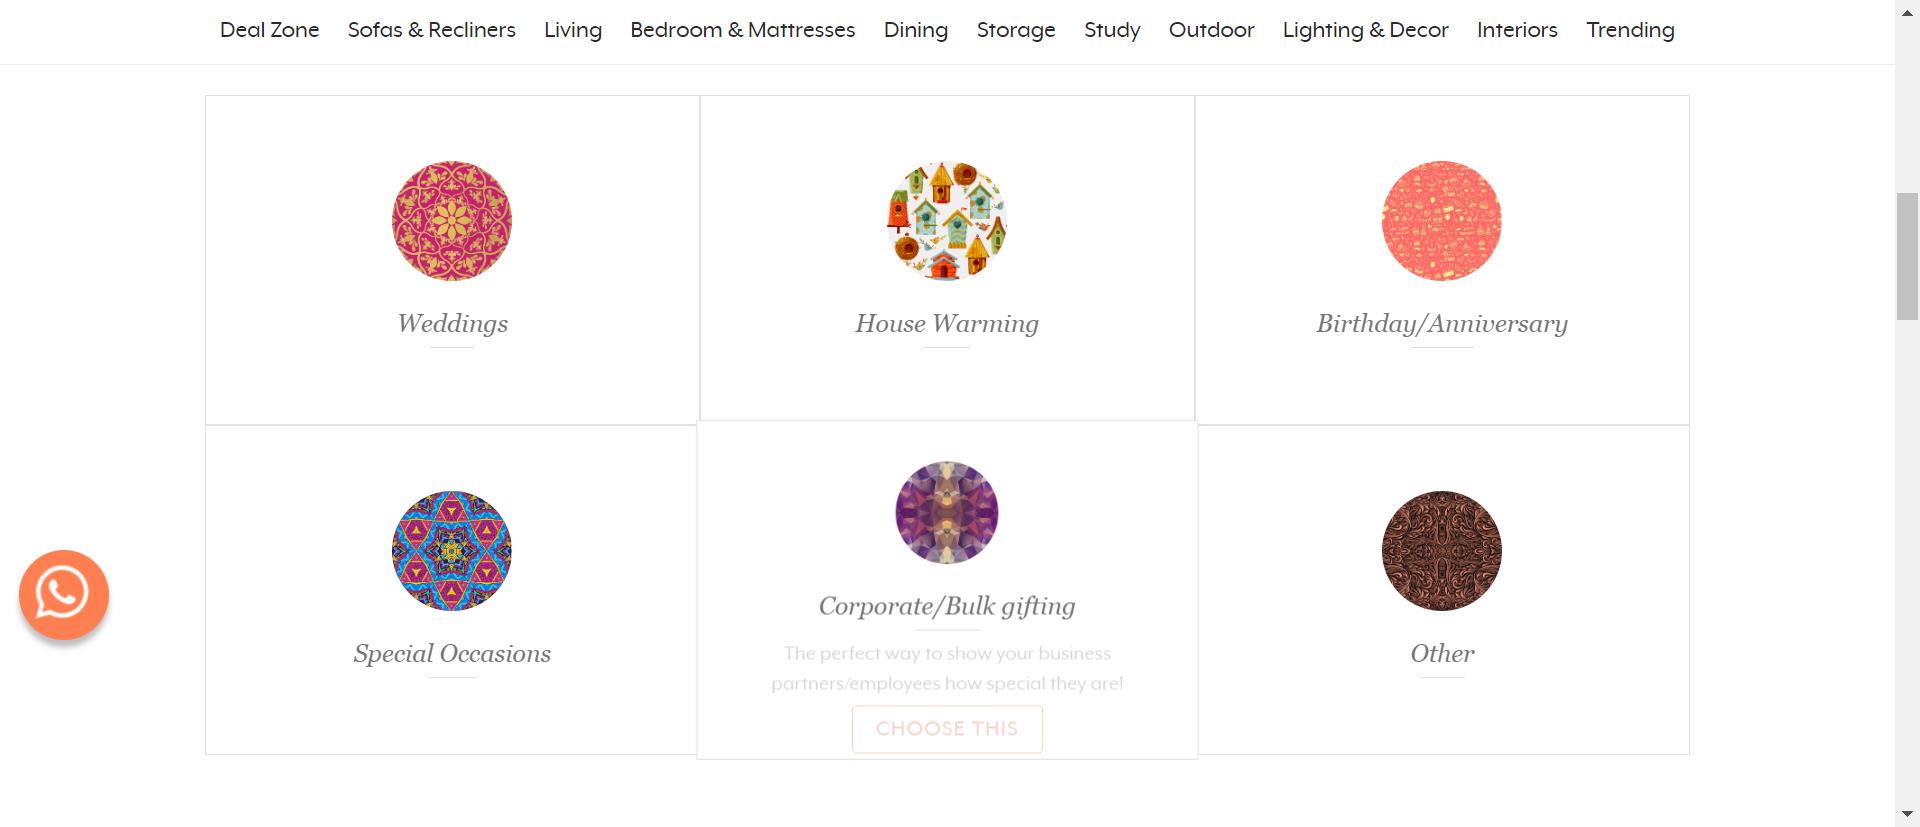 Deal Zone Sofas & Recliners Living Bedroom & Mattresses Dining Storage Study Outdoor Lighting & Decor Interiors Trending
Weddings
House Warming
Birthday/Anniversary
Special Occasions
Corporate/Bulk gifting
The perfect way to show your business
partners/employees how special they are!
CHOOSE THIS
Other